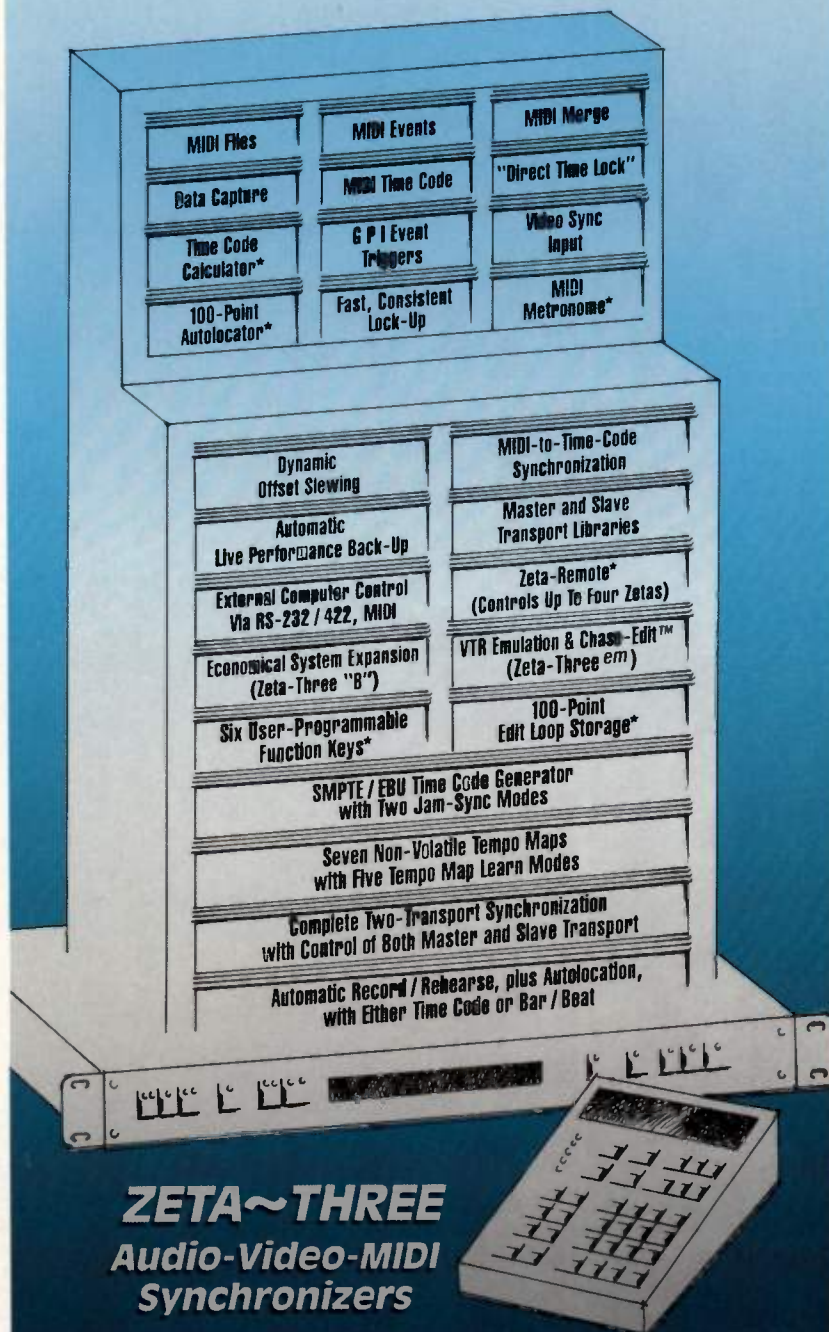 MIDI Files
MIDI Events
MIDI Merge
Data Capture
MIDI Time Code
"Direct Time Lock"
Time Code
Calculator*
G P I Event
Triggers
Video Sync
Input
100-Point
Autolocator*
Fast, Consistent
Lock-Up
MIDI
Metronome*
Dynamic
Offset Slewing
MIDI-to-Time-Code
Synchronization
Automatic
Live Performance Back-Up
Master and Slave
Transport Libraries
External Computer Control
Via RS-232 / 422, MIDI
Zeta-Remote*
(Controls Up To Four Zetas)
Economical System Expansion
(Zeta-Three "B")
VTR Emulation & Chase-Edit™
(Zeta-Three em)
Six User-Programmable
Function Keys*
100-Point
Edit Loop Storage*
SMPTE / EBU Time Code Generator
with Two Jam-Sync Modes
Seven Non-Volatile Tempo Maps
with Five Tempo Map Learn Modes
Complete Two-Transport Synchronization
with Control of Both Master and Slave Transport
Automatic Record / Rehearse, plus Autolocation,
with Either Time Code or Bar / Beat
ZETA~THREE
Audio-Video-MIDI
Synchronizers